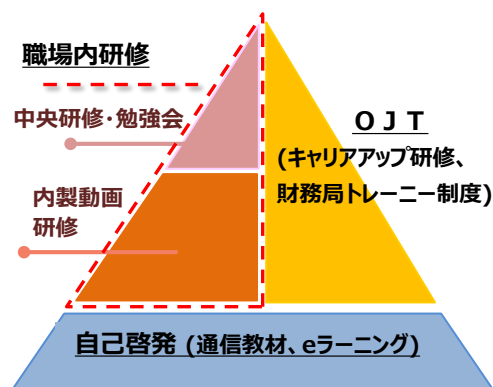 職場内研修
中央研修・勉強会
内製動画
研修
ＯＪＴ
(キャリアアップ研修、
財務局トレーニー制度)
自己啓発 (通信教材、eラーニング)